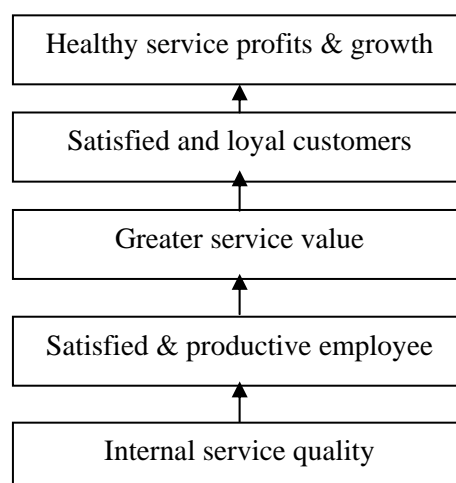 Healthy service profits & growth
Satisfied and loyal customers
Greater service value
Satisfied & productive employee
Internal service quality